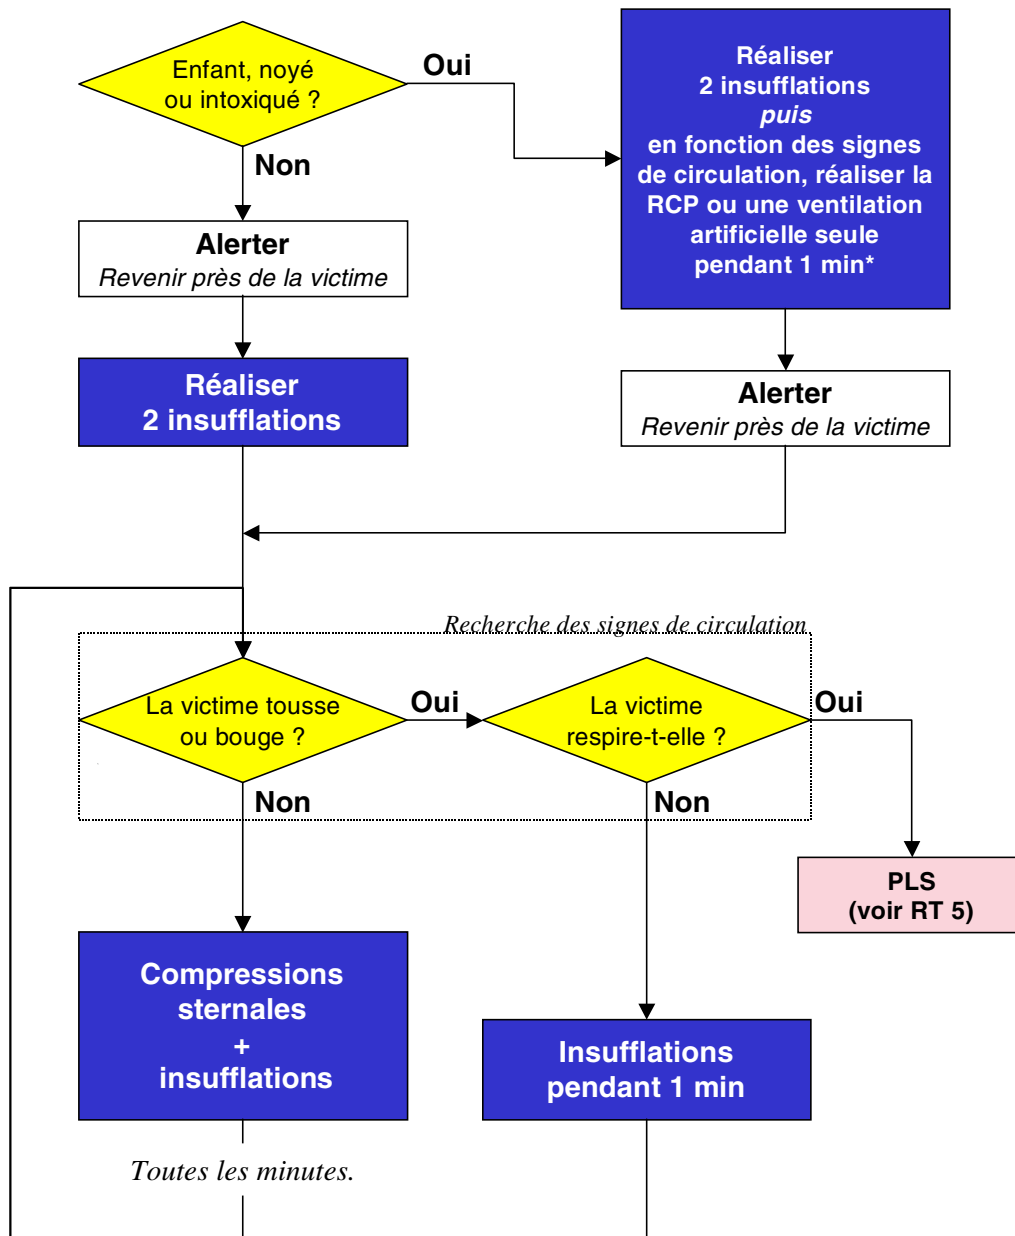 Enfant, noyé
ou intoxiqué ?
Oui
Non
Réaliser
2 insufflations
puis
en fonction des signes
de circulation, réaliser la
RCP ou une ventilation
artificielle seule
pendant 1 min*
Alerter
Revenir près de la victime
Réaliser
2 insufflations
Alerter
Revenir près de la victime
Recherche des signes de circulation
La victime tousse
ou bouge ?
Oui
La victime
respire-t-elle ?
Oui
Non
Non
PLS
(voir RT 5)
Compressions
sternales
+
insufflations
Insufflations
pendant 1 min
Toutes les minutes.